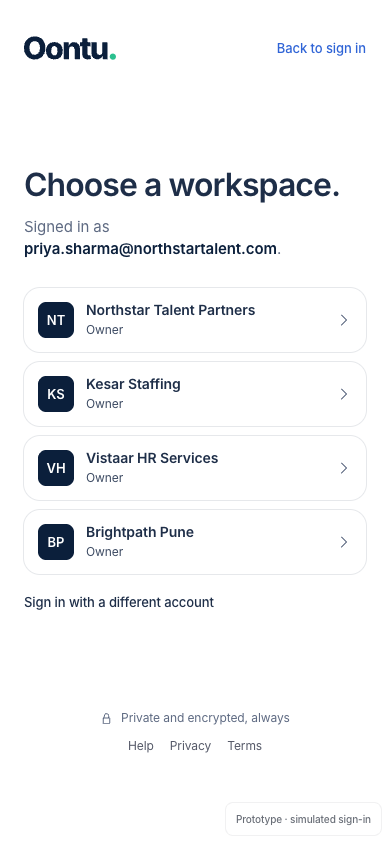 Oontu.
Back to sign in
Choose a workspace.
Signed in as
priya.sharma@northstartalent.com.
NT
Northstar Talent Partners
Owner
KS
Kesar Staffing
Owner
VH
Vistaar HR Services
Owner
BP
Brightpath Pune
Owner
Sign in with a different account
Private and encrypted, always
Help Privacy Terms
Prototype · simulated sign-in